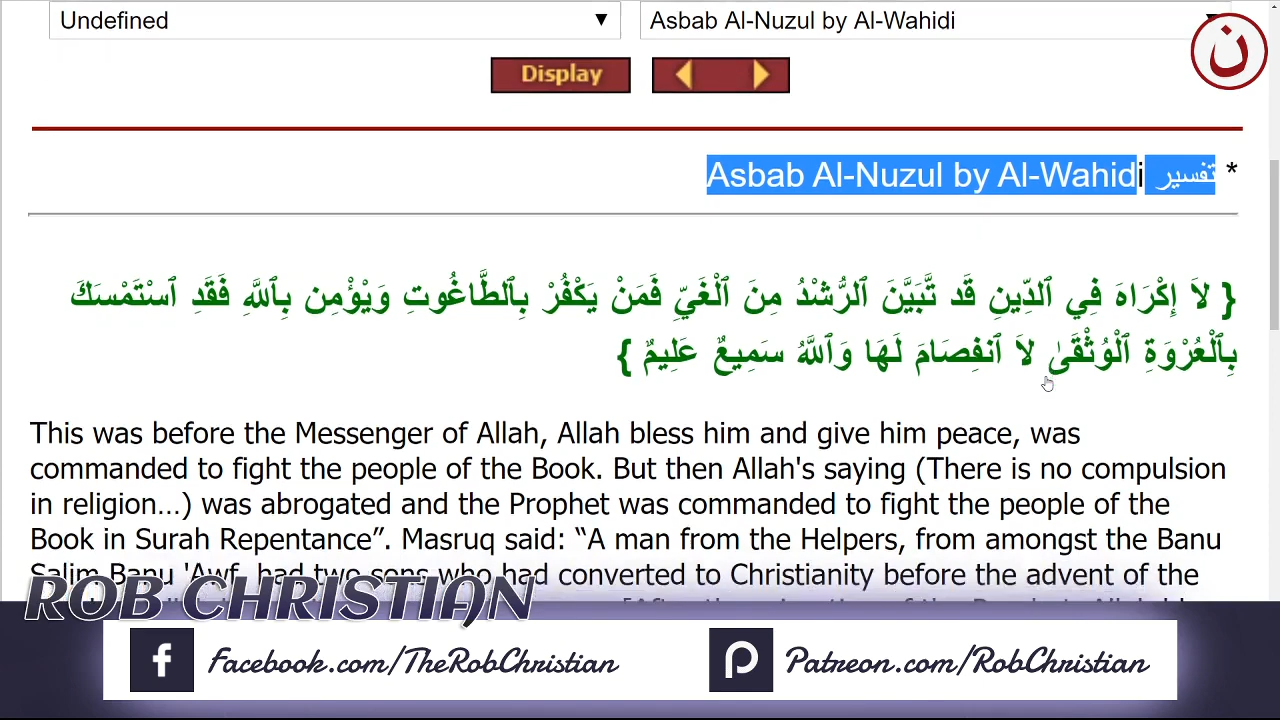 Undefined
Asbab Al-Nuzul by Al-Wahidi
ن
Display
* تفسير Asbab Al-Nuzul by Al-Wahidi
{ لاَ إِكْرَاهَ فِي ٱلدِّينِ قَد تَّبَيَّنَ ٱلرُّشْدُ مِنَ ٱلْغَيِّ فَمَنْ يَكْفُرْ بِٱلطَّاغُوتِ وَيْؤْمِن بِٱللَّهِ فَقَدِ ٱسْتَمْسَكَ
بِٱلْعُرْوَةِ ٱلْوُثْقَىٰ لاَ ٱنفِصَامَ لَهَا وَٱللَّهُ سَمِيعٌ عَلِيمٌ }
This was before the Messenger of Allah, Allah bless him and give him peace, was
commanded to fight the people of the Book. But then Allah's saying (There is no compulsion
in religion…) was abrogated and the Prophet was commanded to fight the people of the
Book in Surah Repentance”. Masruq said: “A man from the Helpers, from amongst the Banu
Salim Banu 'Awf, had two sons who had converted to Christianity before the advent of the
ROB CHRISTIAN
Facebook.com/TheRobChristian
Patreon.com/RobChristian